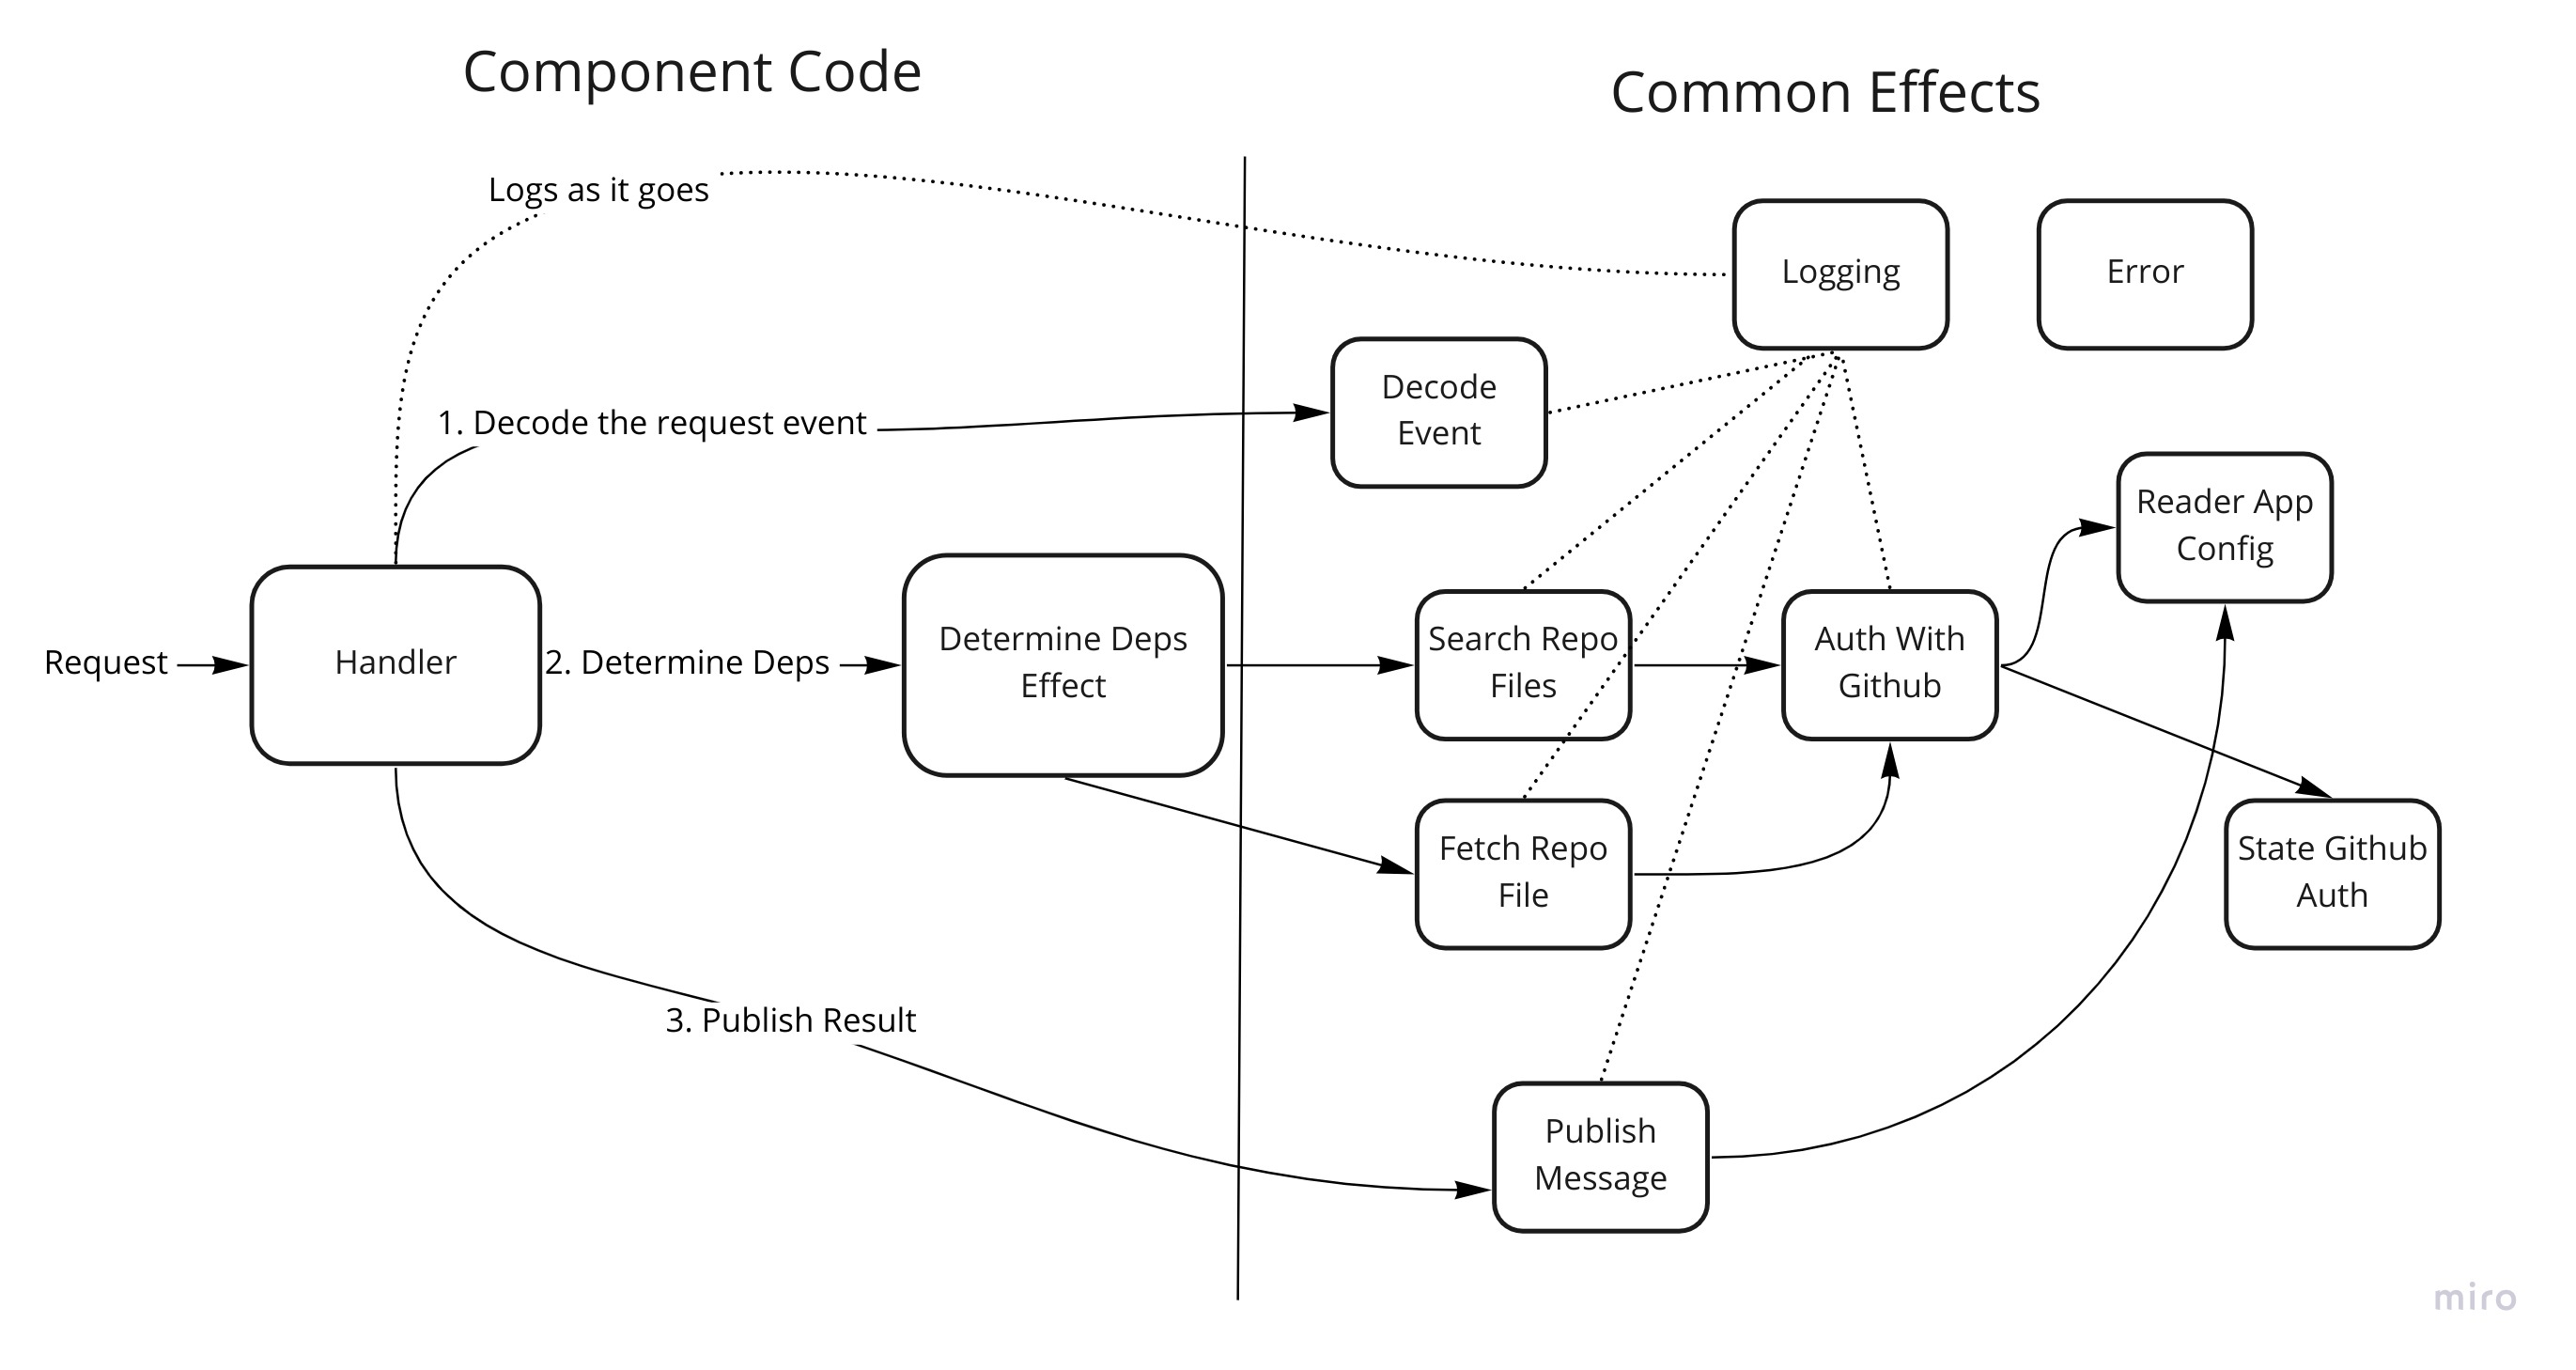 Component Code
Common Effects
Logs as it goes
Logging
Error
Decode
Event
1. Decode the request event
Reader App
Config
Request
Handler
2. Determine Deps
Determine Deps
Effect
Search Repo
Files
Auth With
Github
Fetch Repo
File
State Github
Auth
3. Publish Result
Publish
Message
miro